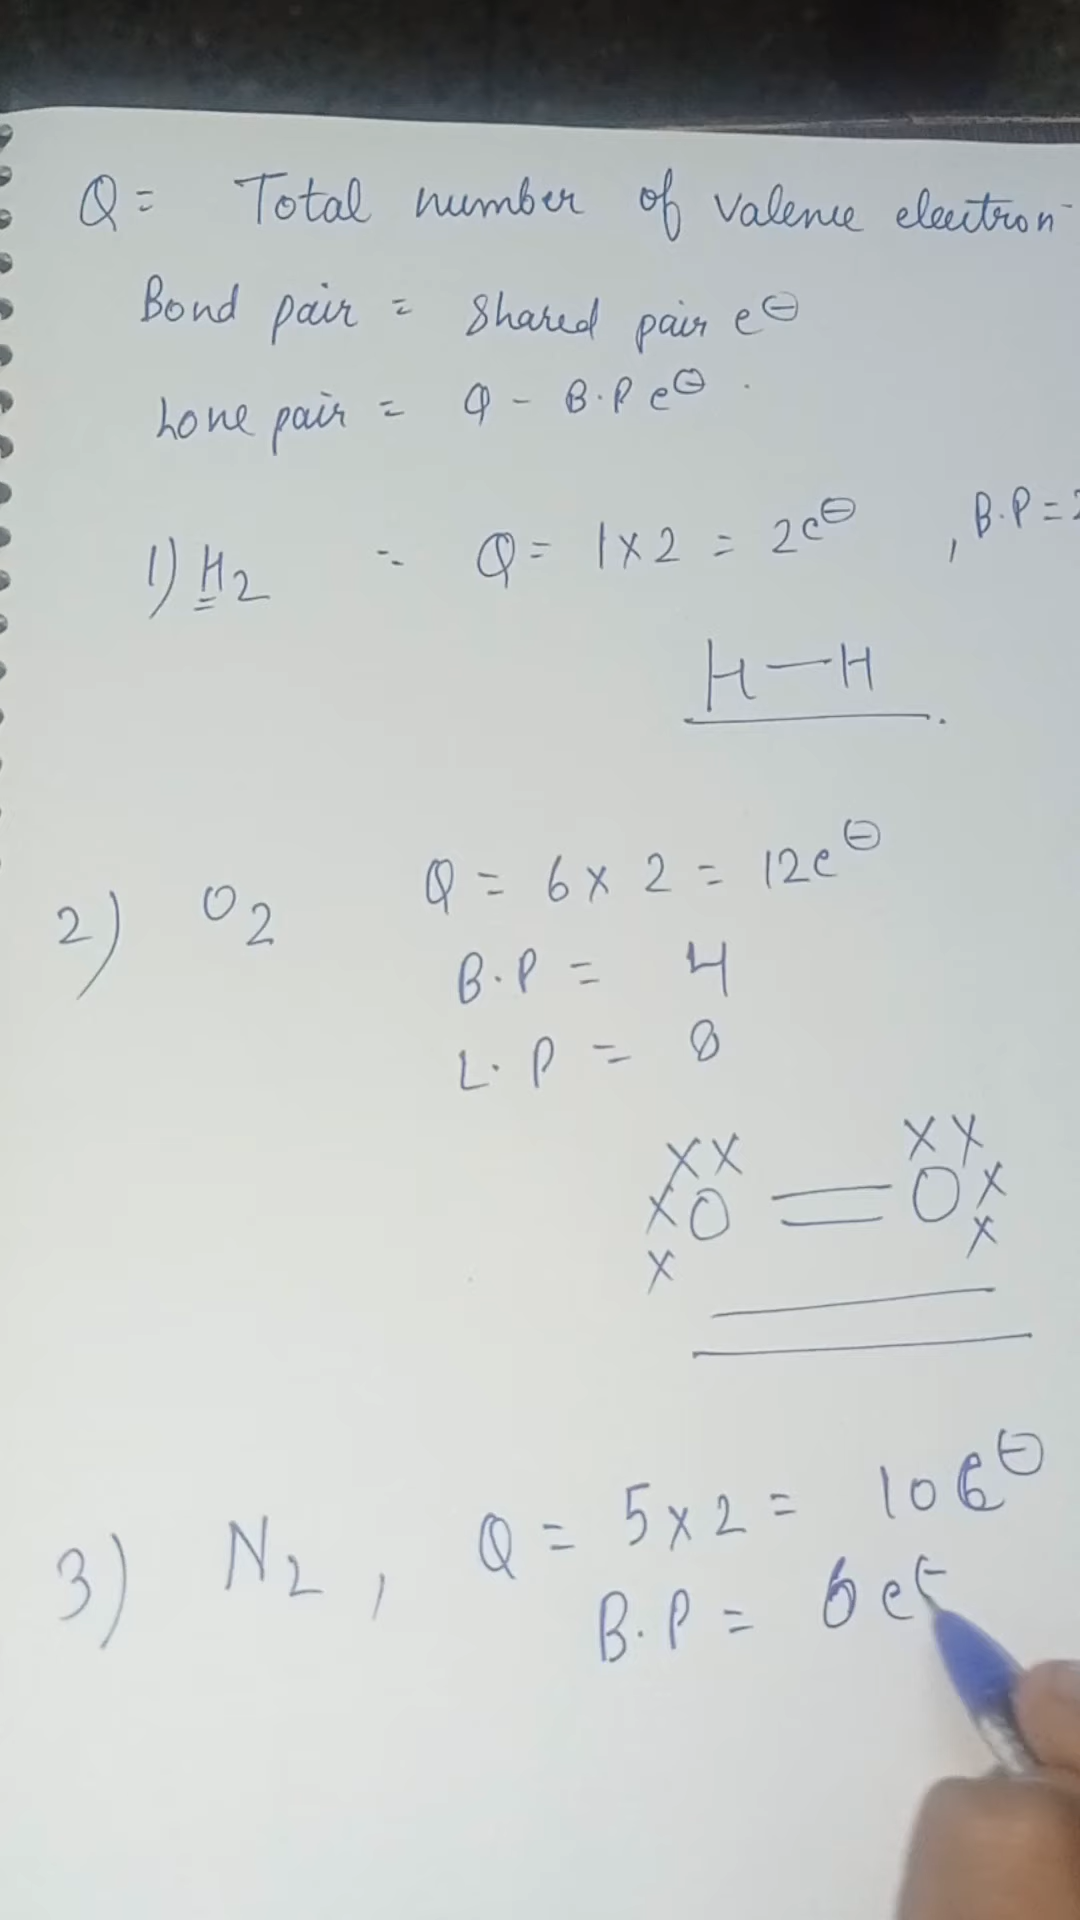 Q = Total number of valence electron
Bond pair = Shared pair e⊖
Lone pair = Q - B.P e⊖.
1) H2 = Q = 1 x 2 = 2e⊖ , B.P = 2
H — H
2) O2 Q = 6 x 2 = 12e⊖
B.P = 4
L.P = 8
xx xx
xO = Ox
x x
3) N2 , Q = 5 x 2 = 10e⊖
B.P = 6e